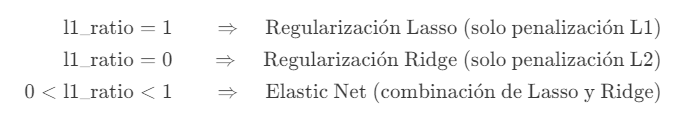 l1_ratio = 1 ⇒ Regularización Lasso (solo penalización L1)
l1_ratio = 0 ⇒ Regularización Ridge (solo penalización L2)
0 < l1_ratio < 1 ⇒ Elastic Net (combinación de Lasso y Ridge)